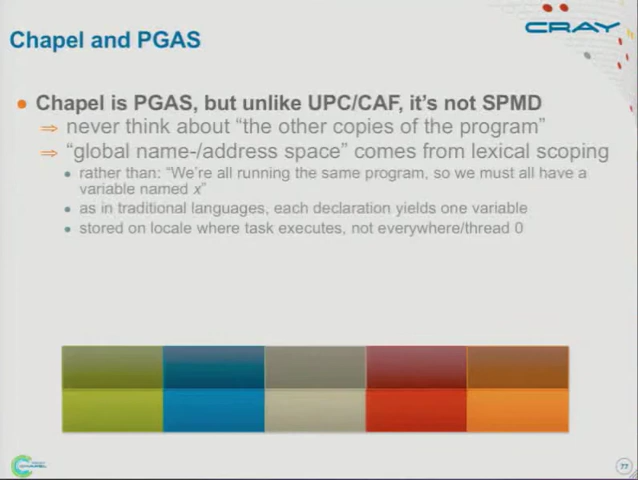 CRAY
Chapel and PGAS
Chapel is PGAS, but unlike UPC/CAF, it's not SPMD
⇒ never think about "the other copies of the program"
⇒ "global name-/address space" comes from lexical scoping
• rather than: "We're all running the same program, so we must all have a
variable named x"
• as in traditional languages, each declaration yields one variable
• stored on locale where task executes, not everywhere/thread 0
CHAPEL
77